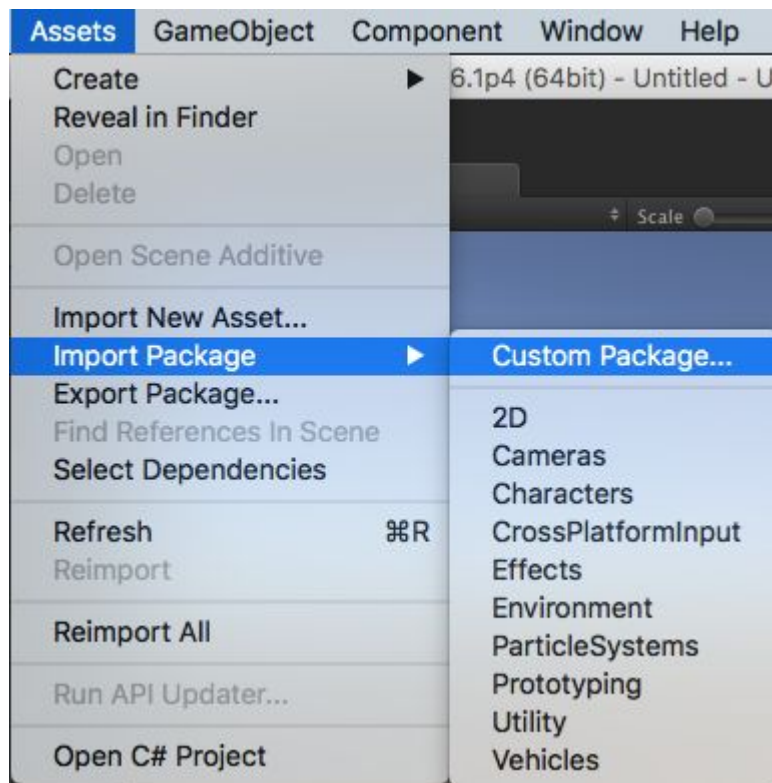 Assets GameObject Component Window Help
6.1p4 (64bit) - Untitled - U
Scale
Create
Reveal in Finder
Open
Delete
Open Scene Additive
Import New Asset...
Import Package
Export Package...
Find References In Scene
Select Dependencies
Refresh ⌘R
Reimport
Reimport All
Run API Updater...
Open C# Project
Custom Package...
2D
Cameras
Characters
CrossPlatformInput
Effects
Environment
ParticleSystems
Prototyping
Utility
Vehicles